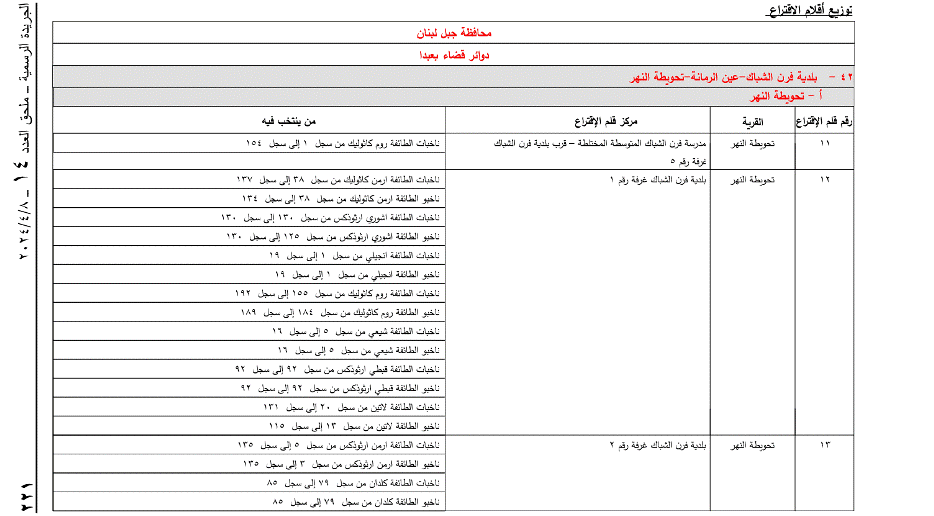 توزيع أقلام الإقتراع
محافظة جبل لبنان
دوائر قضاء بعبدا
٤٢ - بلدية فرن الشباك-عين الرمانة-تحويطة النهر
أ - تحويطة النهر
رقم قلم الإقتراع القرية مركز قلم الإقتراع من ينتخب فيه
١١ تحويطة النهر مدرسة فرن الشباك المتوسطة المختلطة - قرب بلدية فرن الشباك ناخبات الطائفة روم كاثوليك من سجل ١ إلى سجل ١٥٤
غرفة رقم ٥
١٢ تحويطة النهر بلدية فرن الشباك غرفة رقم ١ ناخبات الطائفة ارمن كاثوليك من سجل ٣٨ إلى سجل ١٣٧
ناخبو الطائفة ارمن كاثوليك من سجل ٣٨ إلى سجل ١٣٤
ناخبات الطائفة اشوري ارثوذكس من سجل ١٣٠ إلى سجل ١٣٠
ناخبو الطائفة اشوري ارثوذكس من سجل ١٢٥ إلى سجل ١٣٠
ناخبات الطائفة انجيلي من سجل ١ إلى سجل ١٩
ناخبو الطائفة انجيلي من سجل ١ إلى سجل ١٩
ناخبات الطائفة روم كاثوليك من سجل ١٥٥ إلى سجل ١٩٢
ناخبو الطائفة روم كاثوليك من سجل ١٨٤ إلى سجل ١٨٩
ناخبات الطائفة شيعي من سجل ٥ إلى سجل ١٦
ناخبو الطائفة شيعي من سجل ٥ إلى سجل ١٦
ناخبات الطائفة قبطي ارثوذكس من سجل ٩٢ إلى سجل ٩٢
ناخبو الطائفة قبطي ارثوذكس من سجل ٩٢ إلى سجل ٩٢
ناخبات الطائفة لاتين من سجل ٢٠ إلى سجل ١٣١
ناخبو الطائفة لاتين من سجل ١٣ إلى سجل ١١٥
١٣ تحويطة النهر بلدية فرن الشباك غرفة رقم ٢ ناخبات الطائفة ارمن ارثوذكس من سجل ٥ إلى سجل ١٣٥
ناخبو الطائفة ارمن ارثوذكس من سجل ٣ إلى سجل ١٣٥
ناخبات الطائفة كلدان من سجل ٧٩ إلى سجل ٨٥
ناخبو الطائفة كلدان من سجل ٧٩ إلى سجل ٨٥
الجريدة الرسمية - ملحق العدد ١٤ - ٢٠٢٤/٤/٨
٢٢١